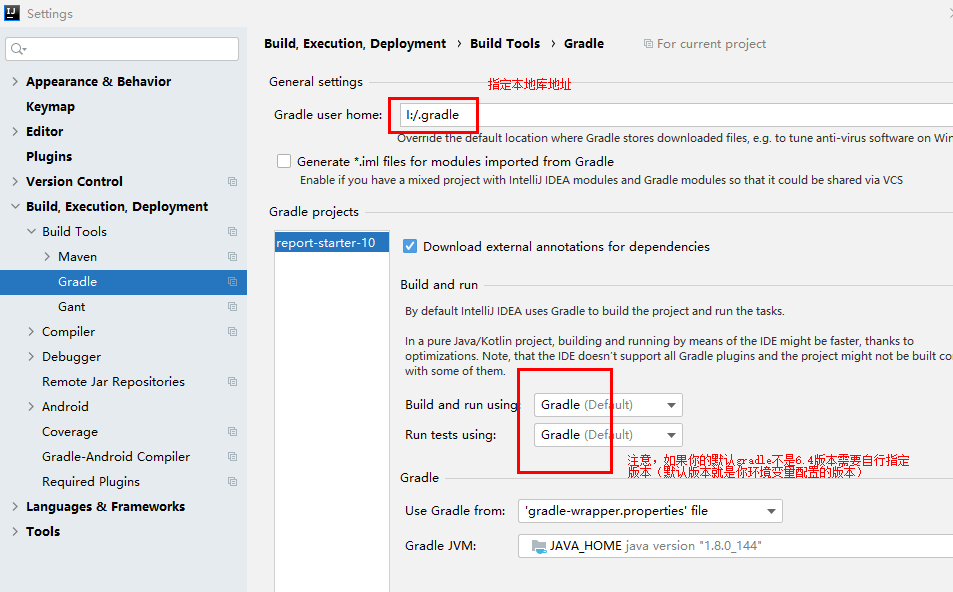 IJ Settings
Build, Execution, Deployment › Build Tools › Gradle For current project
Appearance & Behavior
Keymap
Editor
Plugins
Version Control
Build, Execution, Deployment
Build Tools
Maven
Gradle
Gant
Compiler
Debugger
Remote Jar Repositories
Android
Coverage
Gradle-Android Compiler
Required Plugins
Languages & Frameworks
Tools
General settings
指定本地库地址
Gradle user home: I:/.gradle
Override the default location where Gradle stores downloaded files, e.g. to tune anti-virus software on Win
Generate *.iml files for modules imported from Gradle
Enable if you have a mixed project with IntelliJ IDEA modules and Gradle modules so that it could be shared via VCS
Gradle projects
report-starter-10
Download external annotations for dependencies
Build and run
By default IntelliJ IDEA uses Gradle to build the project and run the tasks.
In a pure Java/Kotlin project, building and running by means of the IDE might be faster, thanks to
optimizations. Note, that the IDE doesn't support all Gradle plugins and the project might not be built co
with some of them.
Build and run using: Gradle (Default)
Run tests using: Gradle (Default)
注意，如果你的默认gradle不是6.4版本需要自行指定
版本（默认版本就是你环境变量配置的版本）
Gradle
Use Gradle from: 'gradle-wrapper.properties' file
Gradle JVM: JAVA_HOME java version "1.8.0_144"